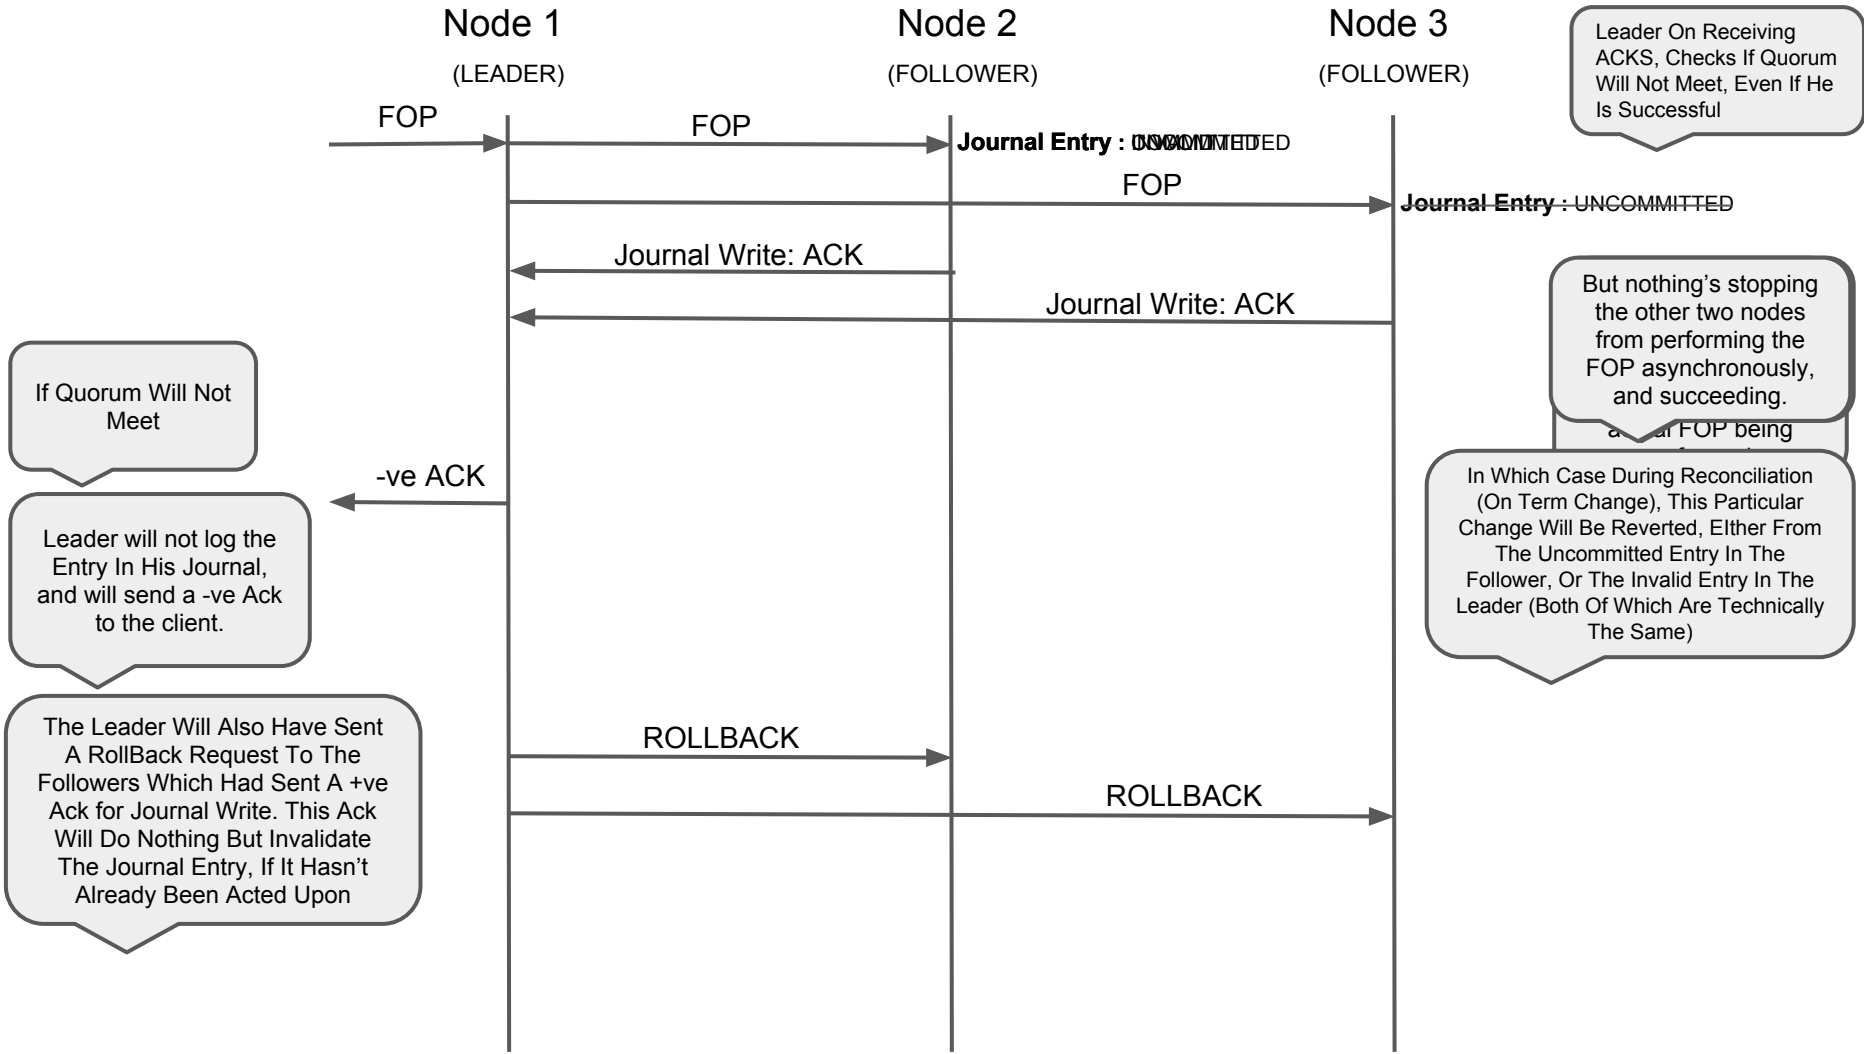 Node 1
(LEADER)
Node 2
(FOLLOWER)
Node 3
(FOLLOWER)
Leader On Receiving
ACKS, Checks If Quorum
Will Not Meet, Even If He
Is Successful
FOP
FOP
Journal Entry :
FOP
Journal Entry : UNCOMMITTED
Journal Write: ACK
Journal Write: ACK
But nothing’s stopping
the other two nodes
from performing the
FOP asynchronously,
and succeeding.
FOP being
If Quorum Will Not
Meet
-ve ACK
In Which Case During Reconciliation
(On Term Change), This Particular
Change Will Be Reverted, EIther From
The Uncommitted Entry In The
Follower, Or The Invalid Entry In The
Leader (Both Of Which Are Technically
The Same)
Leader will not log the
Entry In His Journal,
and will send a -ve Ack
to the client.
The Leader Will Also Have Sent
A RollBack Request To The
Followers Which Had Sent A +ve
Ack for Journal Write. This Ack
Will Do Nothing But Invalidate
The Journal Entry, If It Hasn’t
Already Been Acted Upon
ROLLBACK
ROLLBACK